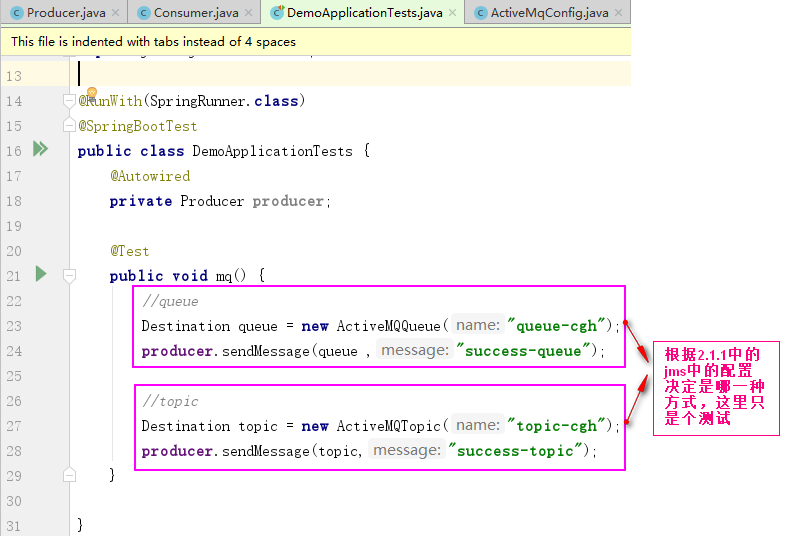 Producer.java Consumer.java DemoApplicationTests.java ActiveMqConfig.java
This file is indented with tabs instead of 4 spaces
13
14 @RunWith(SpringRunner.class)
15 @SpringBootTest
16 public class DemoApplicationTests {
17 @Autowired
18 private Producer producer;
19
20 @Test
21 public void mq() {
22 //queue
23 Destination queue = new ActiveMQQueue( name: "queue-cgh");
24 producer.sendMessage(queue , message: "success-queue");
25
26 //topic
27 Destination topic = new ActiveMQTopic( name: "topic-cgh");
28 producer.sendMessage(topic, message: "success-topic");
29 }
30
31 }
根据2.1.1中的
jms中的配置
决定是哪一种
方式，这里只
是个测试